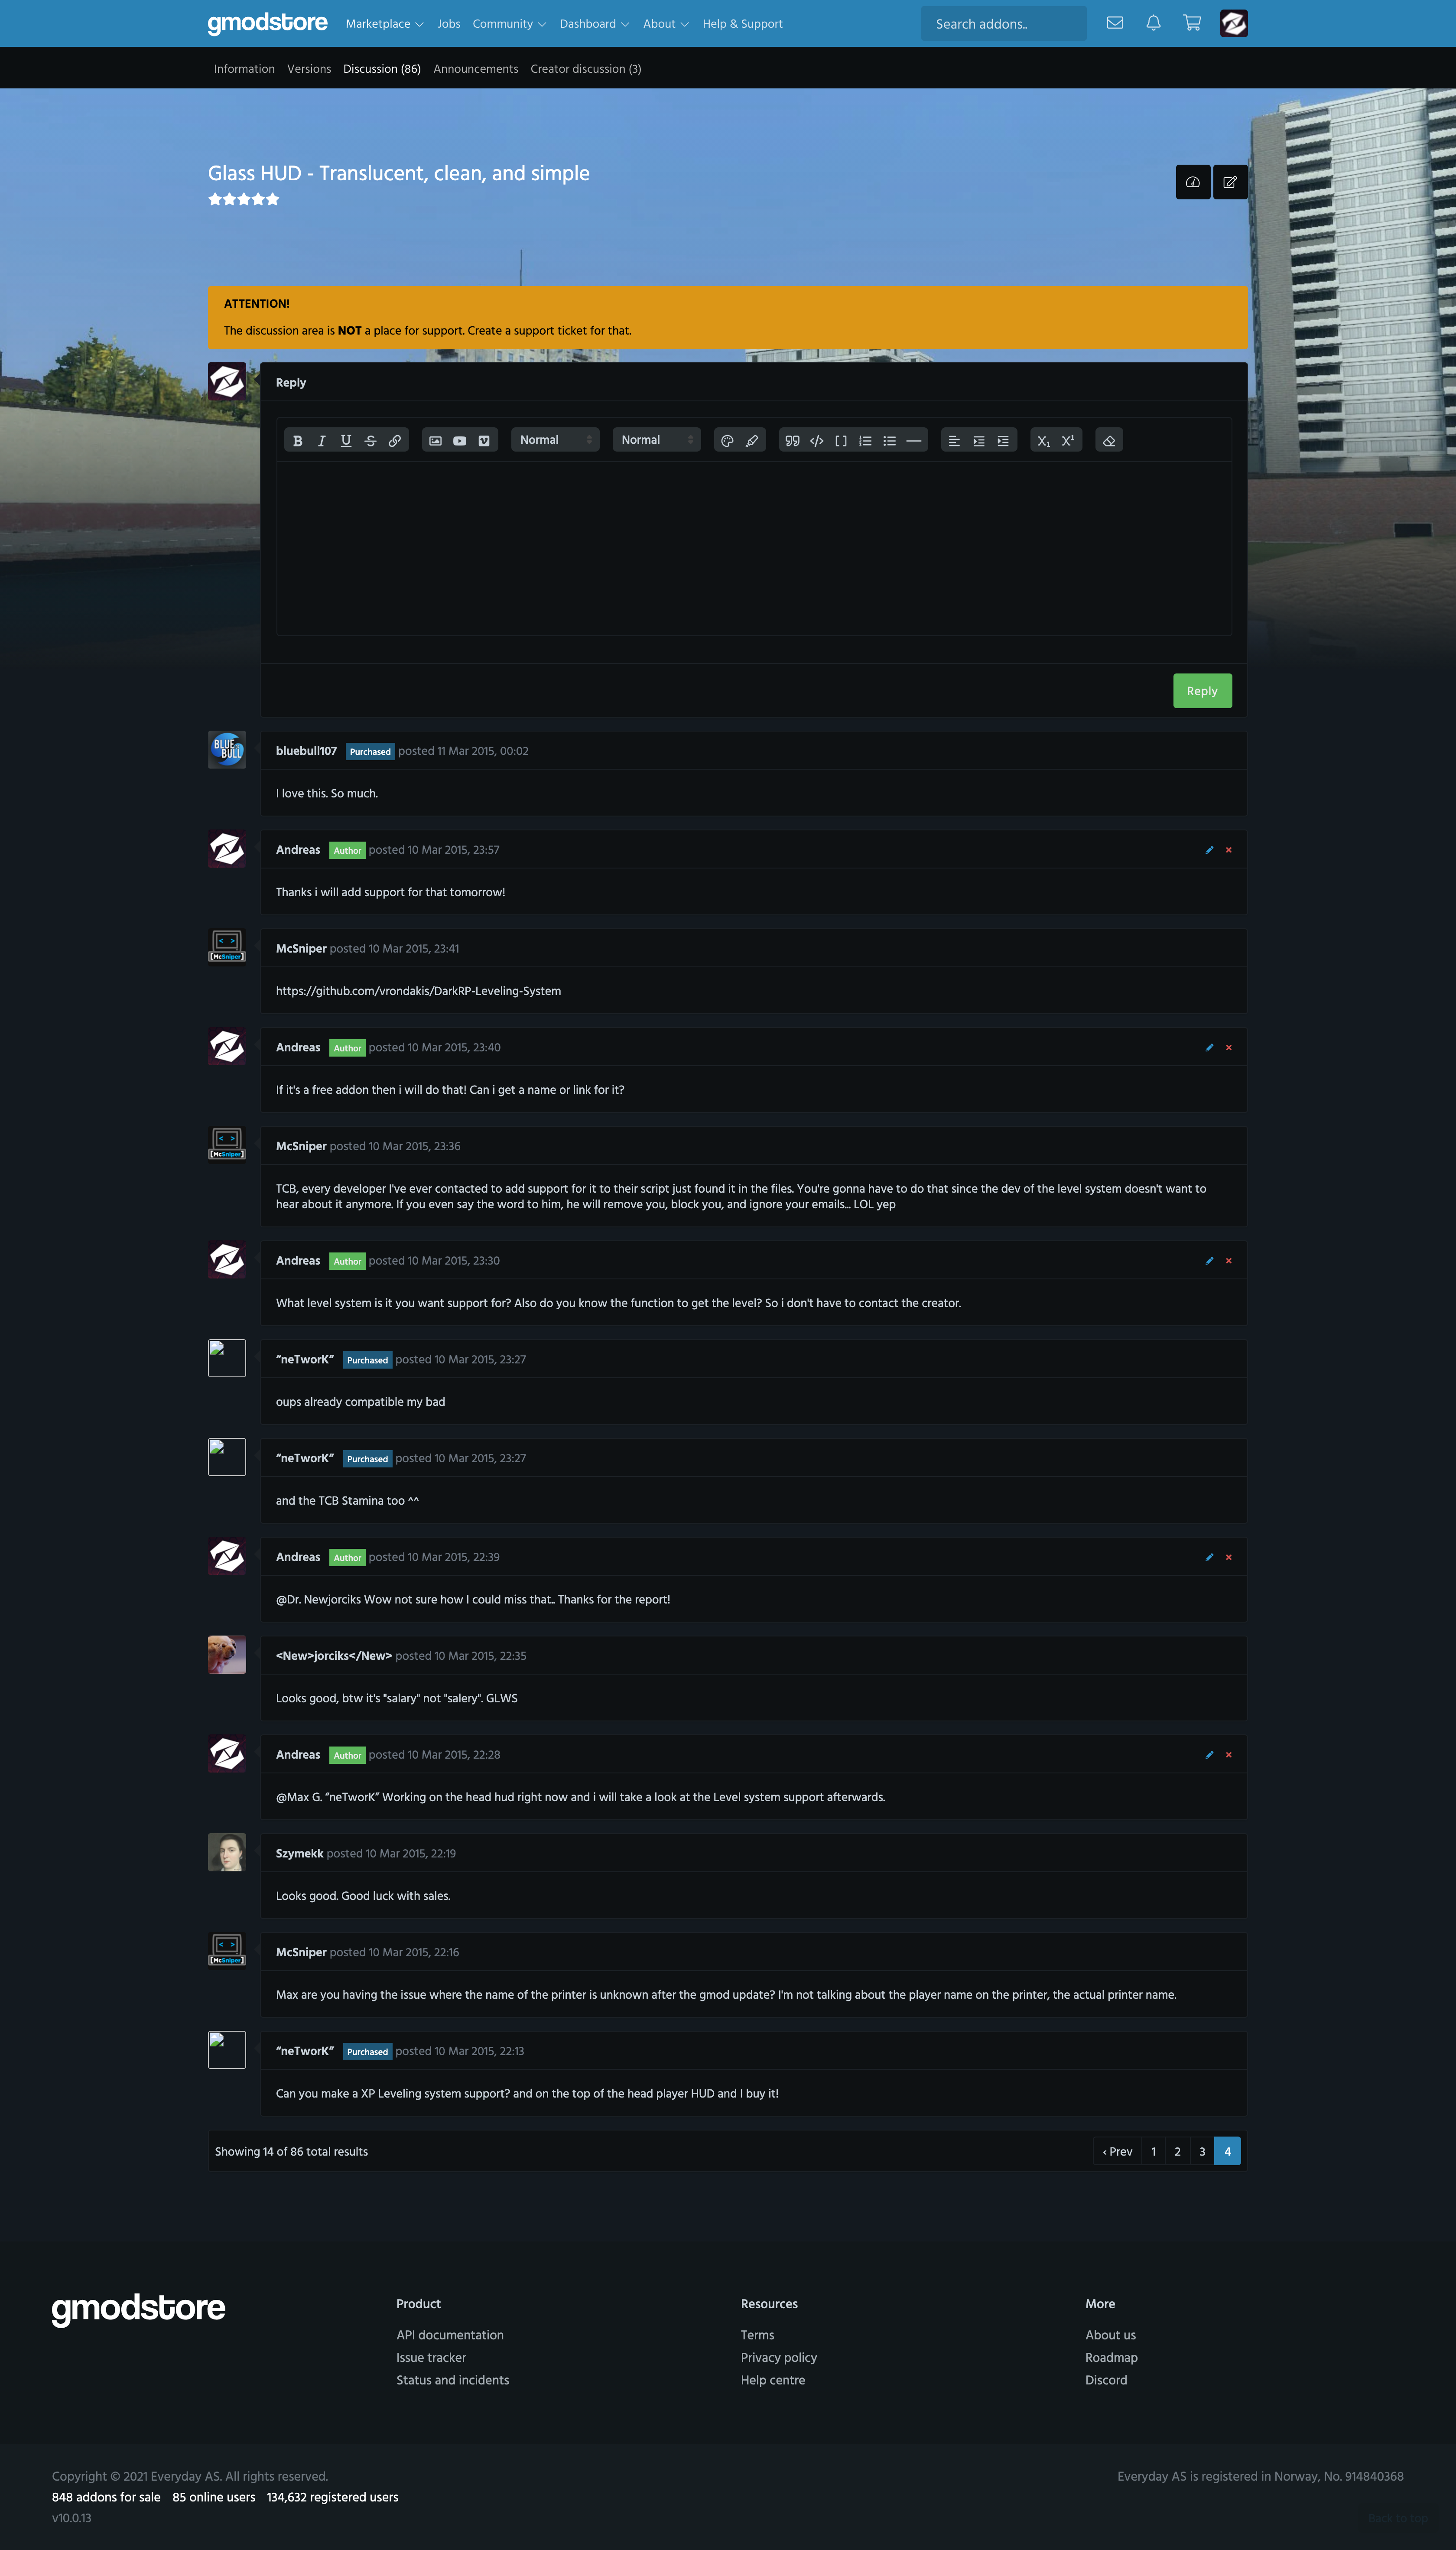 gmodstore Marketplace Jobs Community Dashboard About Help & Support Search addons..
Information Versions Discussion (86) Announcements Creator discussion (3)
Glass HUD - Translucent, clean, and simple
ATTENTION!
The discussion area is NOT a place for support. Create a support ticket for that.
Reply
B I U S Normal Normal X₁ X¹
Reply
BLUE
BULL
bluebull107 Purchased posted 11 Mar 2015, 00:02
I love this. So much.
Andreas Author posted 10 Mar 2015, 23:57
Thanks i will add support for that tomorrow!
McSniper posted 10 Mar 2015, 23:41
< >
[McSniper]
https://github.com/vrondakis/DarkRP-Leveling-System
Andreas Author posted 10 Mar 2015, 23:40
If it's a free addon then i will do that! Can i get a name or link for it?
McSniper posted 10 Mar 2015, 23:36
< >
[McSniper]
TCB, every developer I've ever contacted to add support for it to their script just found it in the files. You're gonna have to do that since the dev of the level system doesn't want to
hear about it anymore. If you even say the word to him, he will remove you, block you, and ignore your emails... LOL yep
Andreas Author posted 10 Mar 2015, 23:30
What level system is it you want support for? Also do you know the function to get the level? So i don't have to contact the creator.
“neTworK” Purchased posted 10 Mar 2015, 23:27
oups already compatible my bad
“neTworK” Purchased posted 10 Mar 2015, 23:27
and the TCB Stamina too ^^
Andreas Author posted 10 Mar 2015, 22:39
@Dr. Newjorciks Wow not sure how I could miss that.. Thanks for the report!
<New>jorciks</New> posted 10 Mar 2015, 22:35
Looks good, btw it's "salary" not "salery". GLWS
Andreas Author posted 10 Mar 2015, 22:28
@Max G. “neTworK” Working on the head hud right now and i will take a look at the Level system support afterwards.
Szymekk posted 10 Mar 2015, 22:19
Looks good. Good luck with sales.
McSniper posted 10 Mar 2015, 22:16
< >
[McSniper]
Max are you having the issue where the name of the printer is unknown after the gmod update? I'm not talking about the player name on the printer, the actual printer name.
“neTworK” Purchased posted 10 Mar 2015, 22:13
Can you make a XP Leveling system support? and on the top of the head player HUD and I buy it!
Showing 14 of 86 total results ‹ Prev 1 2 3 4
gmodstore
Product
API documentation
Issue tracker
Status and incidents
Resources
Terms
Privacy policy
Help centre
More
About us
Roadmap
Discord
Copyright © 2021 Everyday AS. All rights reserved. Everyday AS is registered in Norway, No. 914840368
848 addons for sale 85 online users 134,632 registered users
v10.0.13 Back to top